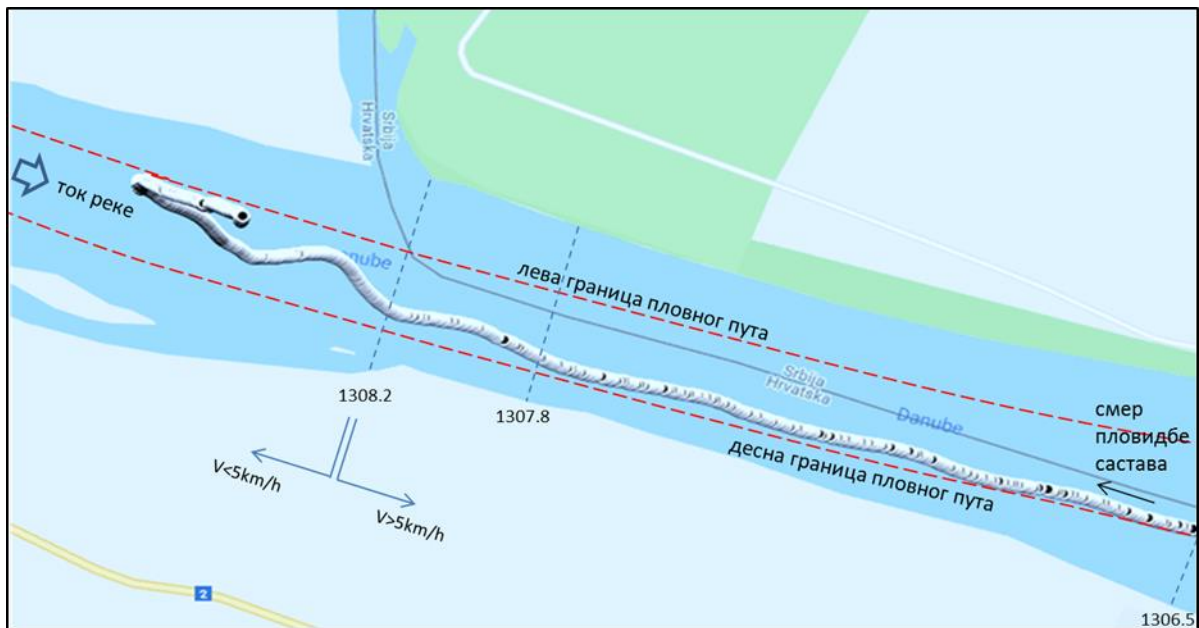 Hrvatska
Srbija
ток реке
Danube
лева граница пловног пута
1308.2
1307.8
Srbija
Hrvatska
Danube
смер
пловидбе
састава
десна граница пловног пута
V<5km/h
V>5km/h
2
1306.5